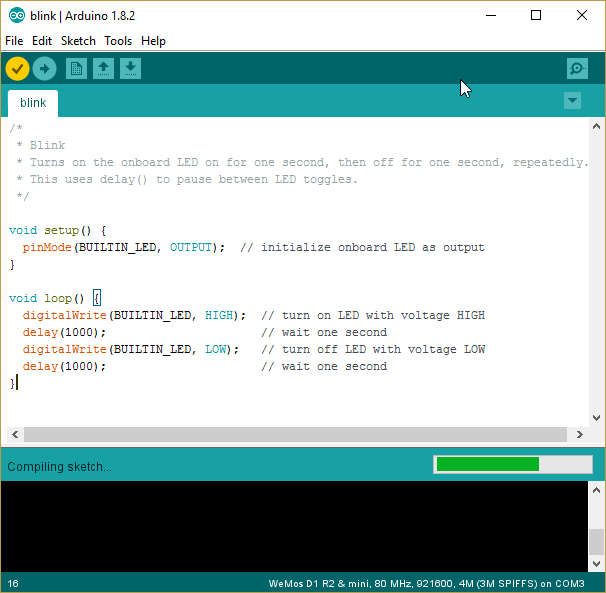 blink | Arduino 1.8.2
File Edit Sketch Tools Help
blink
/*
 * Blink
 * Turns on the onboard LED on for one second, then off for one second, repeatedly.
 * This uses delay() to pause between LED toggles.
 */
void setup() {
  pinMode(BUILTIN_LED, OUTPUT);  // initialize onboard LED as output
}
void loop() {
  digitalWrite(BUILTIN_LED, HIGH);  // turn on LED with voltage HIGH
  delay(1000);                      // wait one second
  digitalWrite(BUILTIN_LED, LOW);   // turn off LED with voltage LOW
  delay(1000);                      // wait one second
}
Compiling sketch...
16 WeMos D1 R2 & mini, 80 MHz, 921600, 4M (3M SPIFFS) on COM3